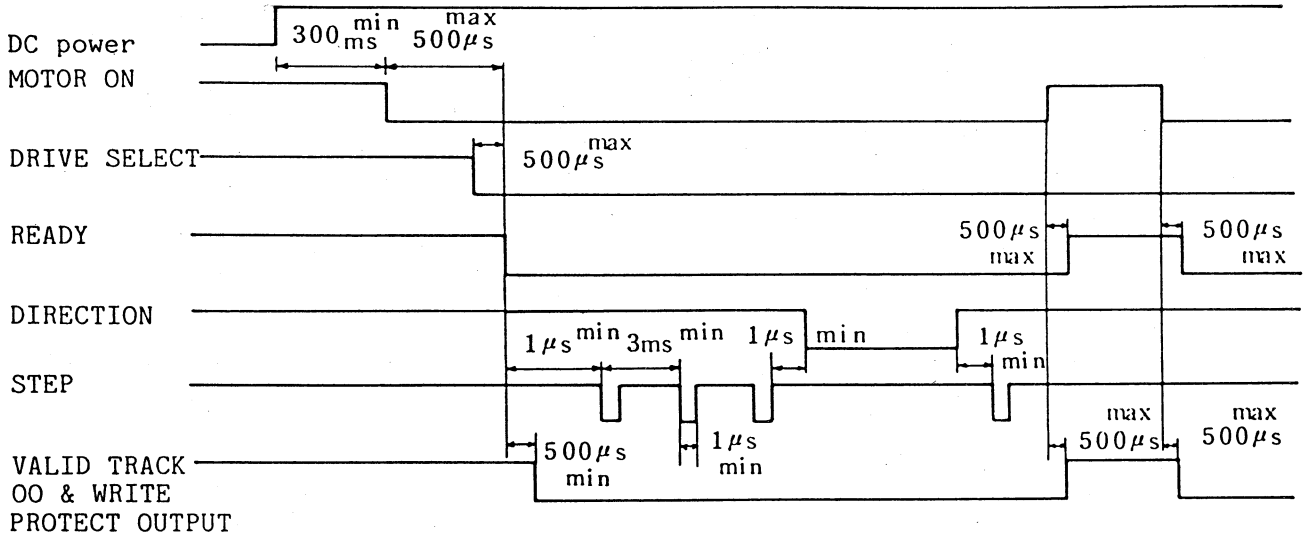 DC power
300 min ms
max 500μs
MOTOR ON
DRIVE SELECT
500μs max
READY
500μs max
500μs max
DIRECTION
1μs min
3ms min
1μs min
1μs min
STEP
500μs min
1μs min
max 500μs
max 500μs
VALID TRACK
OO & WRITE
PROTECT OUTPUT